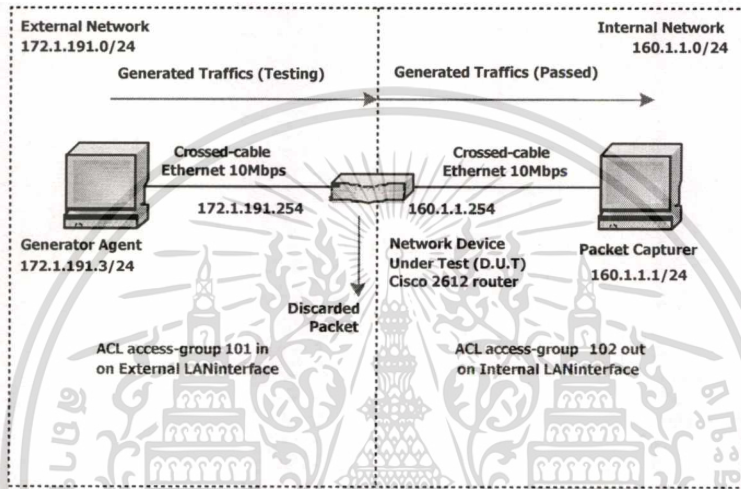 External Network
172.1.191.0/24
Internal Network
160.1.1.0/24
Generated Traffics (Testing)
Generated Traffics (Passed)
Crossed-cable
Ethernet 10Mbps
Crossed-cable
Ethernet 10Mbps
172.1.191.254
160.1.1.254
Generator Agent
172.1.191.3/24
Network Device
Under Test (D.U.T)
Cisco 2612 router
Packet Capturer
160.1.1.1/24
Discarded
Packet
ACL access-group 101 in
on External LANinterface
ACL access-group 102 out
on Internal LANinterface